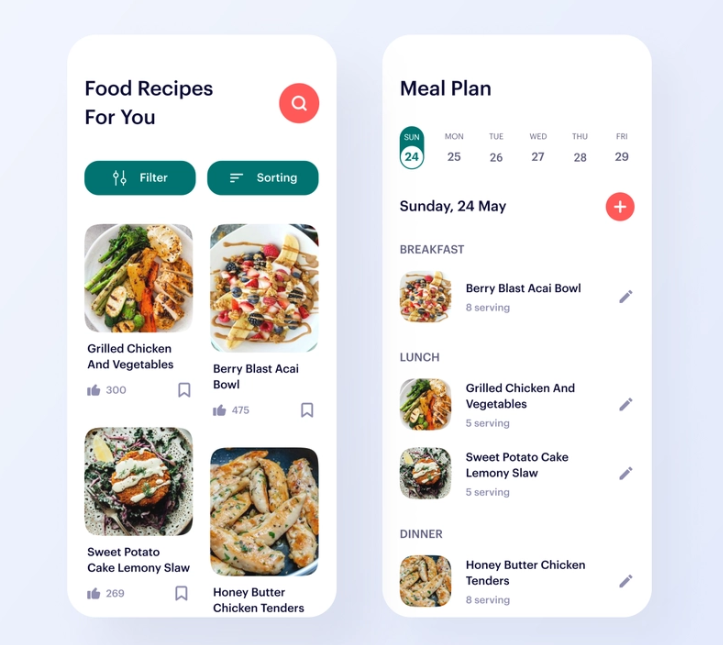 Food Recipes
For You
Filter
Sorting
Grilled Chicken
And Vegetables
300
Berry Blast Acai
Bowl
475
Sweet Potato
Cake Lemony Slaw
269
Honey Butter
Chicken Tenders
Meal Plan
SUN MON TUE WED THU FRI
24 25 26 27 28 29
Sunday, 24 May
BREAKFAST
Berry Blast Acai Bowl
8 serving
LUNCH
Grilled Chicken And
Vegetables
5 serving
Sweet Potato Cake
Lemony Slaw
5 serving
DINNER
Honey Butter Chicken
Tenders
8 serving